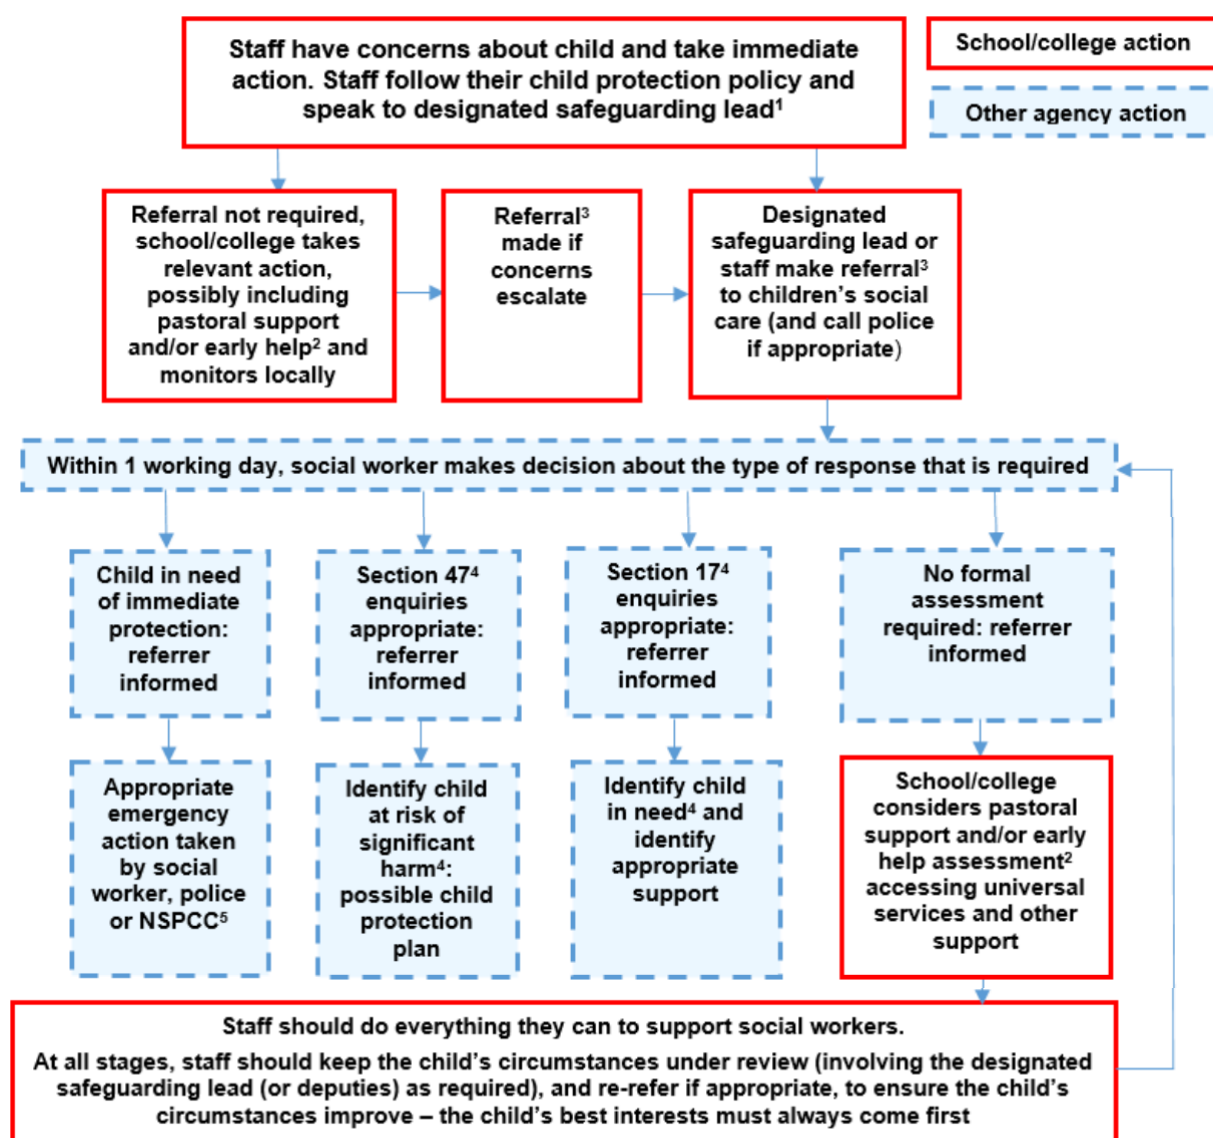 Staff have concerns about child and take immediate
action. Staff follow their child protection policy and
speak to designated safeguarding lead¹
School/college action
Other agency action
Referral not required,
school/college takes
relevant action,
possibly including
pastoral support
and/or early help² and
monitors locally
Referral³
made if
concerns
escalate
Designated
safeguarding lead or
staff make referral³
to children’s social
care (and call police
if appropriate)
Within 1 working day, social worker makes decision about the type of response that is required
Child in need
of immediate
protection:
referrer
informed
Section 47⁴
enquiries
appropriate:
referrer
informed
Section 17⁴
enquiries
appropriate:
referrer
informed
No formal
assessment
required: referrer
informed
Appropriate
emergency
action taken
by social
worker, police
or NSPCC⁵
Identify child
at risk of
significant
harm⁴:
possible child
protection
plan
Identify child
in need⁴ and
identify
appropriate
support
School/college
considers pastoral
support and/or early
help assessment²
accessing universal
services and other
support
Staff should do everything they can to support social workers.
At all stages, staff should keep the child’s circumstances under review (involving the designated
safeguarding lead (or deputies) as required), and re-refer if appropriate, to ensure the child’s
circumstances improve – the child’s best interests must always come first